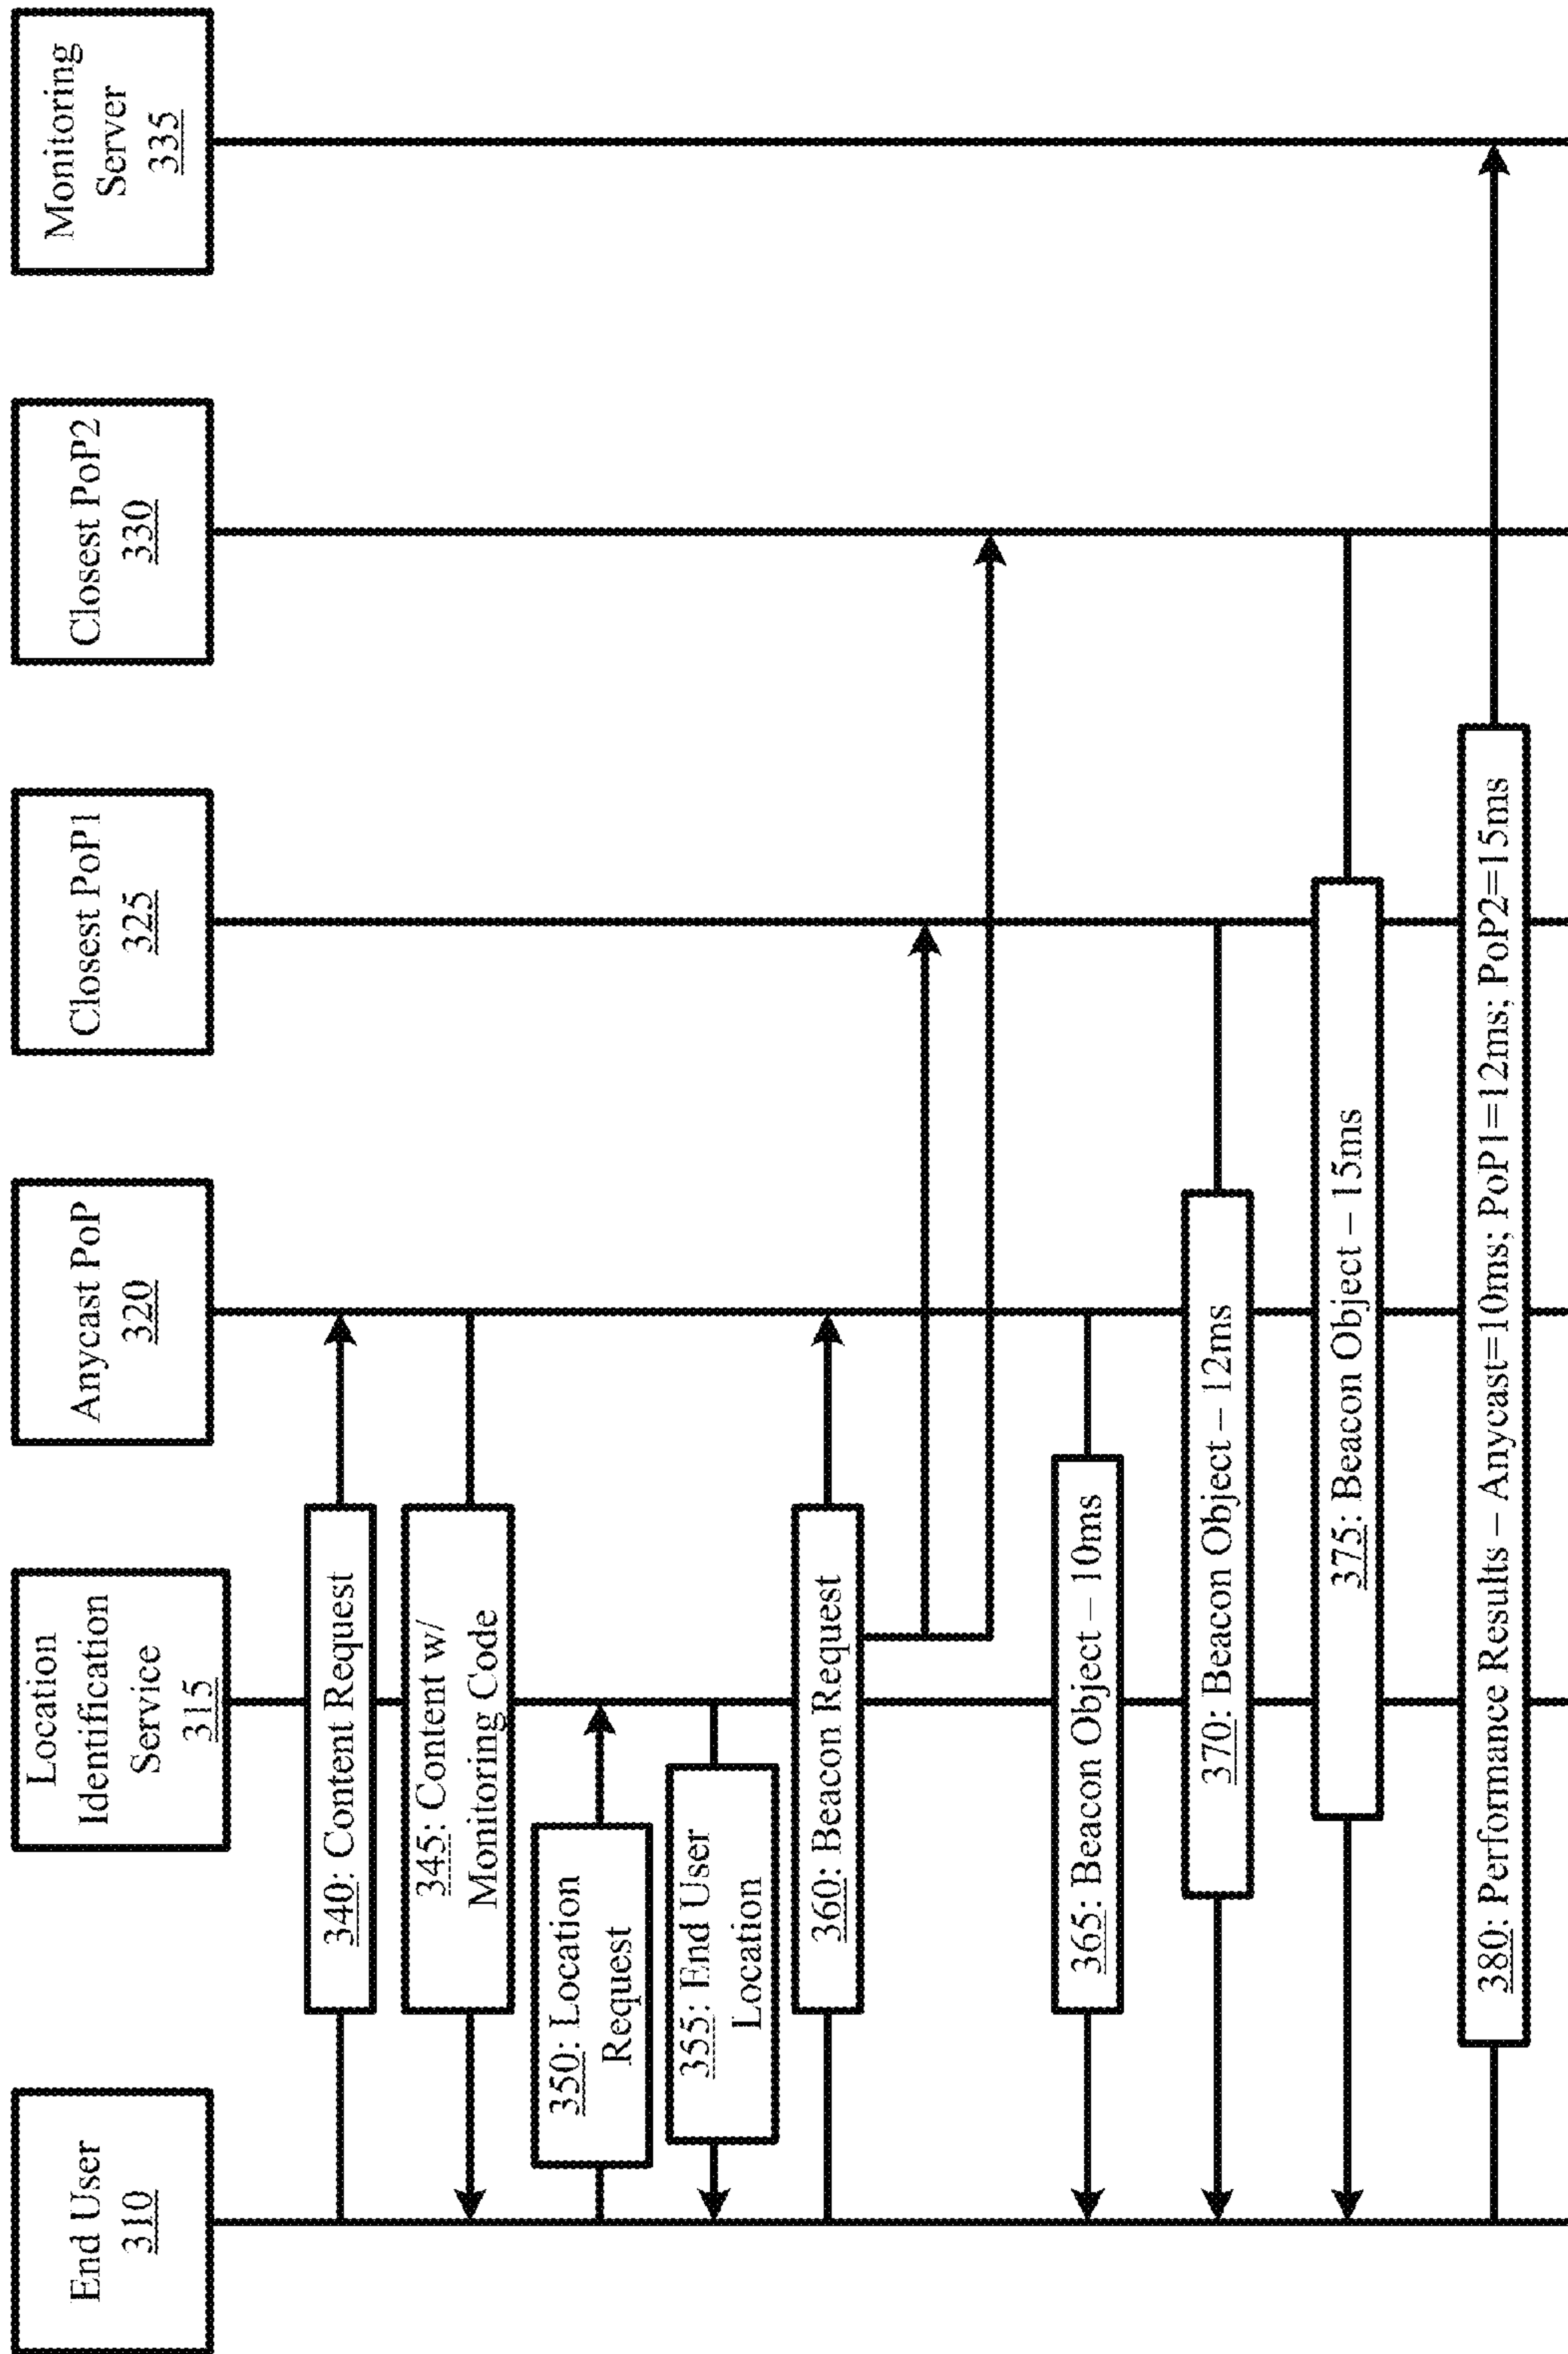 End User
310
Location
Identification
Service
315
Anycast PoP
320
Closest PoP1
325
Closest PoP2
330
Monitoring
Server
335
340: Content Request
345: Content w/
Monitoring Code
350: Location
Request
355: End User
Location
360: Beacon Request
365: Beacon Object – 10ms
370: Beacon Object – 12ms
375: Beacon Object – 15ms
380: Performance Results – Anycast=10ms; PoP1=12ms; PoP2=15ms